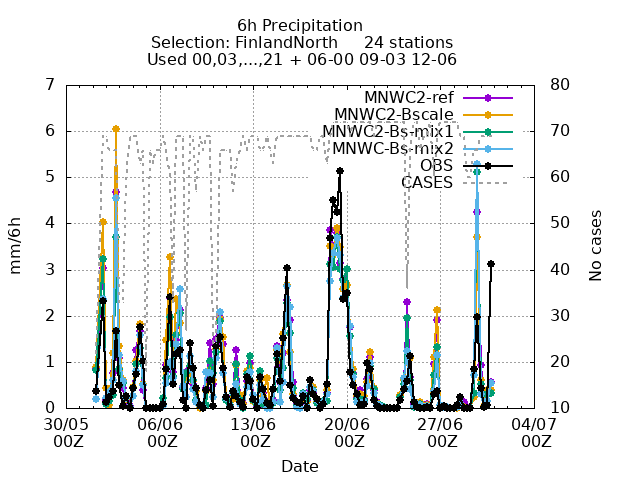 6h Precipitation
Selection: FinlandNorth 24 stations
Used 00,03,...,21 + 06-00 09-03 12-06
7 80
MNWC2-ref
MNWC2-Bscale
6 70
MNWC2-Bs-mix1
MNWC-Bs-mix2
OBS
5 60
CASES
4 50
mm/6h No cases
3 40
2 30
1 20
0 10
30/05 06/06 13/06 20/06 27/06 04/07
00Z 00Z 00Z 00Z 00Z 00Z
Date